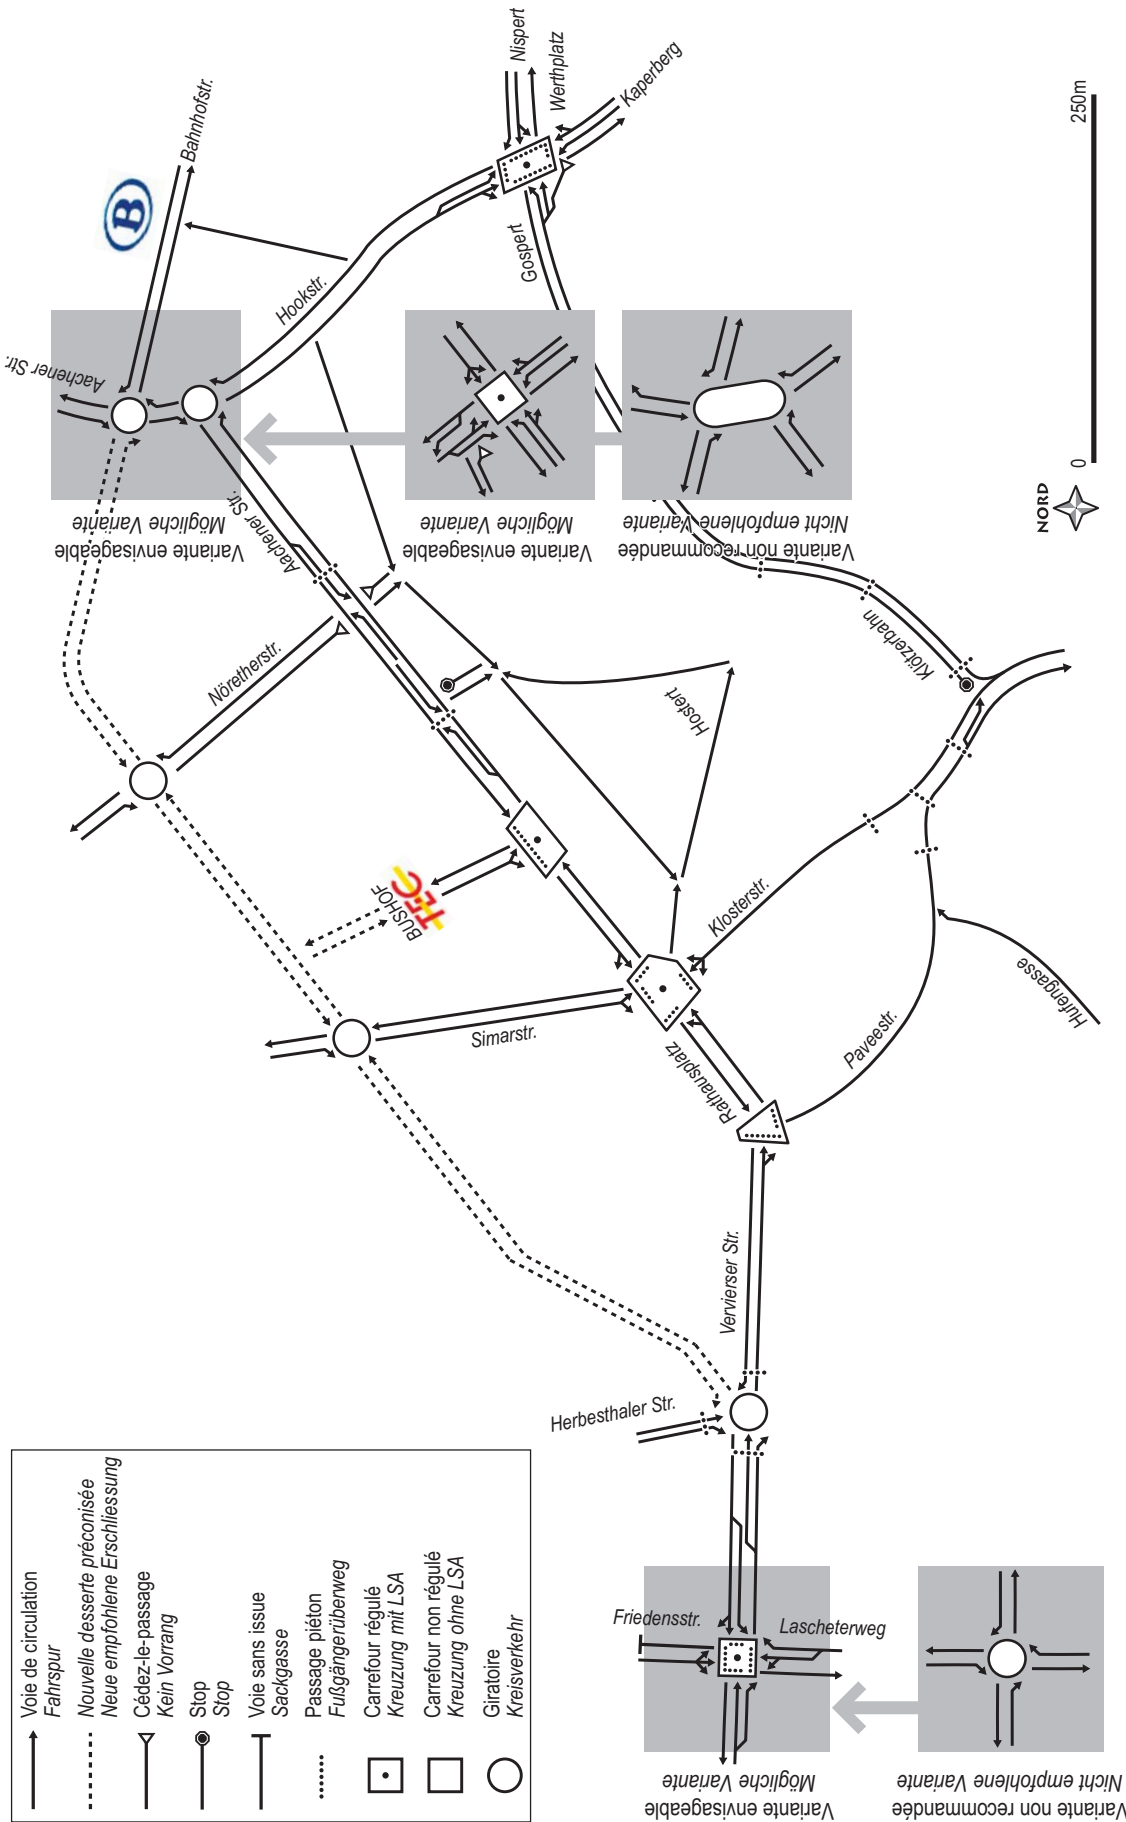 Voie de circulation
Fahrspur
Nouvelle desserte préconisée
Neue empfohlene Erschliessung
Cédez-le-passage
Kein Vorrang
Stop
Stop
Voie sans issue
Sackgasse
Passage piéton
Fußgängerüberweg
Carrefour régulé
Kreuzung mit LSA
Carrefour non régulé
Kreuzung ohne LSA
Giratoire
Kreisverkehr
Friedensstr.
Lascheterweg
Variante envisageable
Mögliche Variante
Variante non recommandée
Nicht empfohlene Variante
Herbesthaler Str.
Vervierser Str.
Rathausplatz
Paveestr.
Hufengasse
Simarstr.
Klosterstr.
BUSHOF
TEC
Hostert
Klötzerbahn
Nöretherstr.
Aachener Str.
Variante envisageable
Mögliche Variante
Variante envisageable
Mögliche Variante
Variante non recommandée
Nicht empfohlene Variante
Aachener Str.
Hookstr.
Gospert
B
Bahnhofstr.
Nispert
Werthplatz
Kaperberg
NORD
0
250m